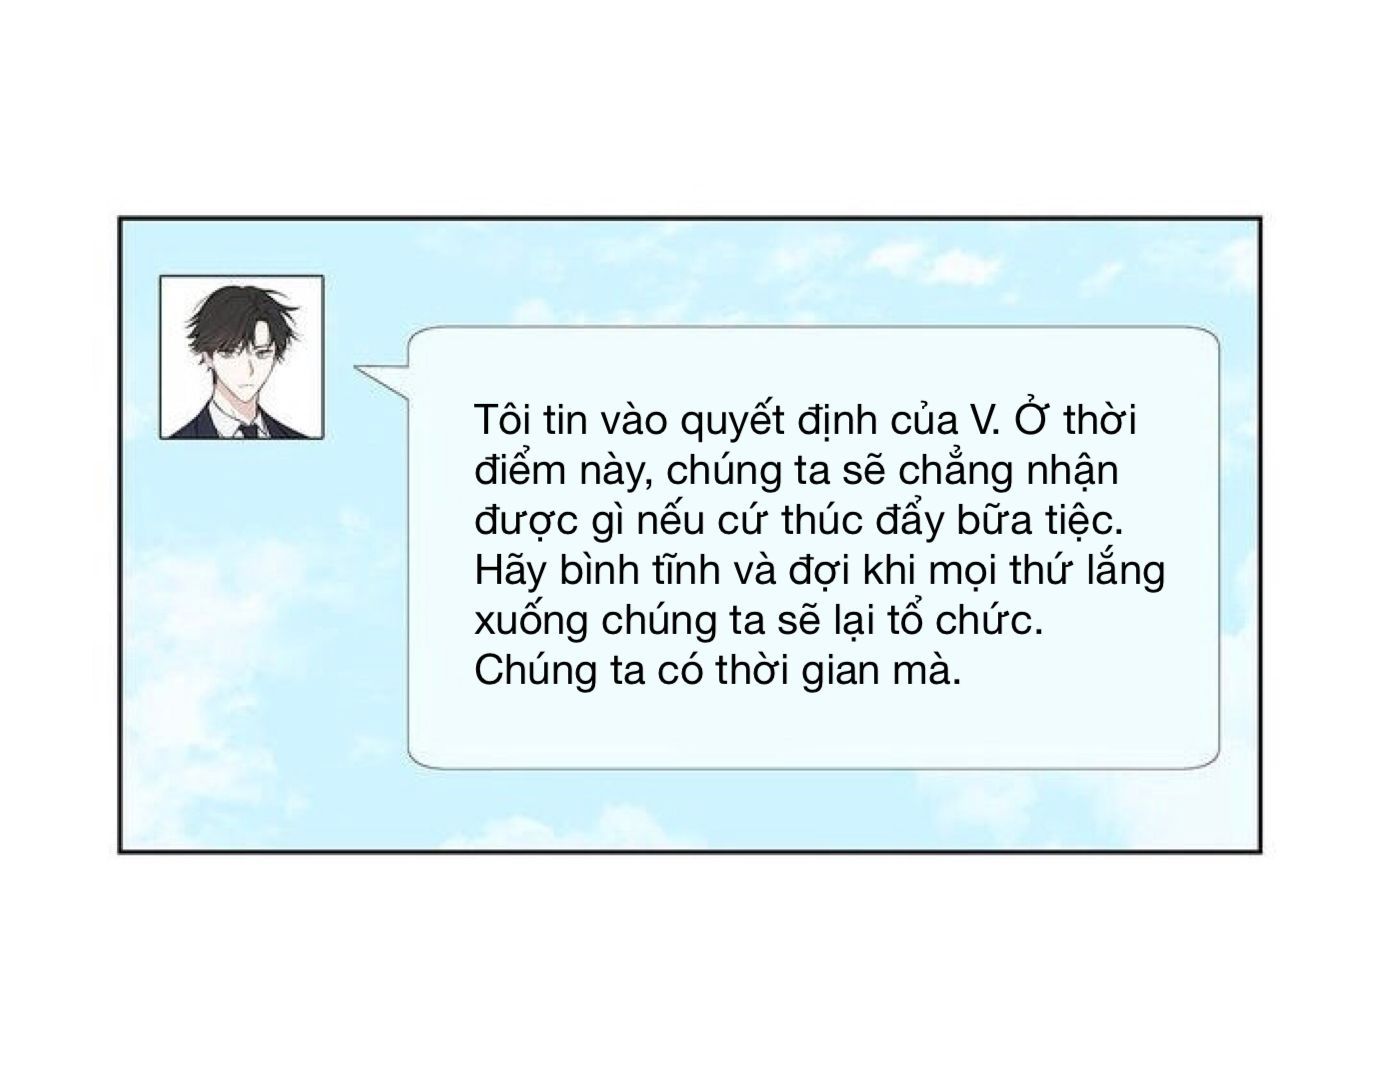 Tôi tin vào quyết định của V. Ở thời
điểm này, chúng ta sẽ chẳng nhận
được gì nếu cứ thúc đẩy bữa tiệc.
Hãy bình tĩnh và đợi khi mọi thứ lắng
xuống chúng ta sẽ lại tổ chức.
Chúng ta có thời gian mà.